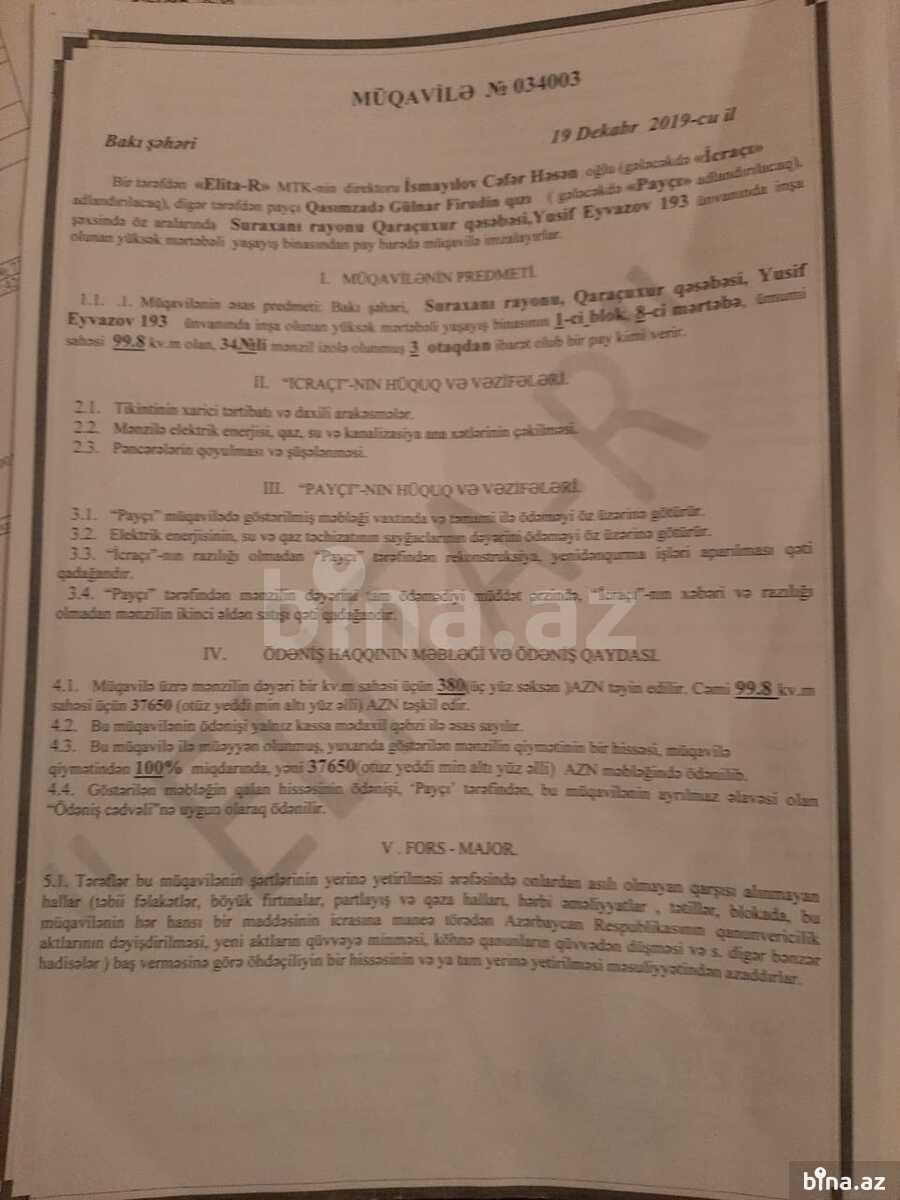 MÜQAVİLƏ № 034003
Bakı şəhəri
19 Dekabr 2019-cu il
Bir tərəfdən «Elita-R» MTK-nin direktoru İsmayılov Cəfər Həsən oğlu (gələcəkdə «İcraçı»
adlandırılacaq), digər tərəfdən payçı Qasımzadə Gülnar Firudin qızı ( gələcəkdə «Payçı» adlandırılacaq),
şəxsində öz aralarında Suraxanı rayonu Qaraçuxur qəsəbəsi,Yusif Eyvazov 193 ünvanında inşa
olunan yüksək mərtəbəli yaşayış binasından pay barədə müqavilə imzalayırlar.
I. MÜQAVİLƏNİN PREDMETİ.
1.1. .1. Müqavilənin əsas predmeti: Bakı şəhəri, Suraxanı rayonu, Qaraçuxur qəsəbəsi, Yusif
Eyvazov 193 ünvanında inşa olunan yüksək mərtəbəli yaşayış binasının 1-ci blok, 8-ci mərtəbə, ümumi
sahəsi 99.8 kv.m olan, 34№li mənzil izolə olunmuş 3 otaqdan ibarət olub bir pay kimi verir.
II. “İCRAÇI”-NIN HÜQUQ VƏ VƏZİFƏLƏRİ.
2.1. Tikintinin xarici tərtibatı və daxili arakəsmələr.
2.2. Mənzilə elektrik enerjisi, qaz, su və kanalizasiya ana xətlərinin çəkilməsi.
2.3. Pəncərələrin qoyulması və şüşələnməsi.
III. “PAYÇI”-NIN HÜQUQ VƏ VƏZİFƏLƏRİ.
3.1. “Payçı” müqavilədə göstərilmiş məbləği vaxtında və tamamı ilə ödəməyi öz üzərinə götürür.
3.2. Elektrik enerjisinin, su və qaz təchizatının sayğaclarının dəyərini ödəməyi öz üzərinə götürür.
3.3. “İcraçı”-nın razılığı olmadan “Payçı” tərəfindən rekonstruksiya, yenidənqurma işləri aparılması qəti
qadağandır.
3.4. “Payçı” tərəfindən mənzilin dəyərini tam ödəmədiyi müddət ərzində, “İcraçı”-nın xəbəri və razılığı
olmadan mənzilin ikinci əldən satışı qəti qadağandır.
IV. ÖDƏNİŞ HAQQININ MƏBLƏĞİ VƏ ÖDƏNİŞ QAYDASI.
4.1. Müqavilə üzrə mənzilin dəyəri bir kv.m sahəsi üçün 380(üç yüz səksən )AZN təyin edilir. Cəmi 99.8 kv.m
sahəsi üçün 37650 (otüz yeddi min altı yüz əlli) AZN təşkil edir.
4.2. Bu müqavilənin ödənişi yalnız kassa mədaxil qəbzi ilə əsas sayılır.
4.3. Bu müqavilə ilə müəyyən olunmuş, yuxarıda göstərilən mənzilin qiymətinin bir hissəsi, müqavilə
qiymətindən 100% miqdarında, yəni 37650(otuz yeddi min altı yüz əlli) AZN məbləğində ödənilib.
4.4. Göstərilən məbləğin qalan hissəsinin ödənişi, ‘Payçı’ tərəfindən, bu müqavilənin ayrılmaz əlavəsi olan
“Ödəniş cədvəli”nə uyğun olaraq ödənilir.
V . FORS - MAJOR.
5.1. Tərəflər bu müqavilənin şərtlərinin yerinə yetirilməsi ərəfəsində onlardan asılı olmayan qarşısı alınmayan
hallar (təbii fəlakətlər, böyük fırtınalar, partlayış və qəza halları, hərbi əməliyyatlar , tətillər, blokada, bu
müqavilənin hər hansı bir maddəsinin icrasına maneə törədən Azərbaycan Respublikasının qanunvericilik
aktlarının dəyişdirilməsi, yeni aktların qüvvəyə minməsi, köhnə qanunların qüvvədən düşməsi və s. digər bənzər
hadisələr ) baş verməsinə görə öhdəçiliyin bir hissəsinin və ya tam yerinə yetirilməsi məsuliyyətindən azaddırlar.
bina.az
bina.az